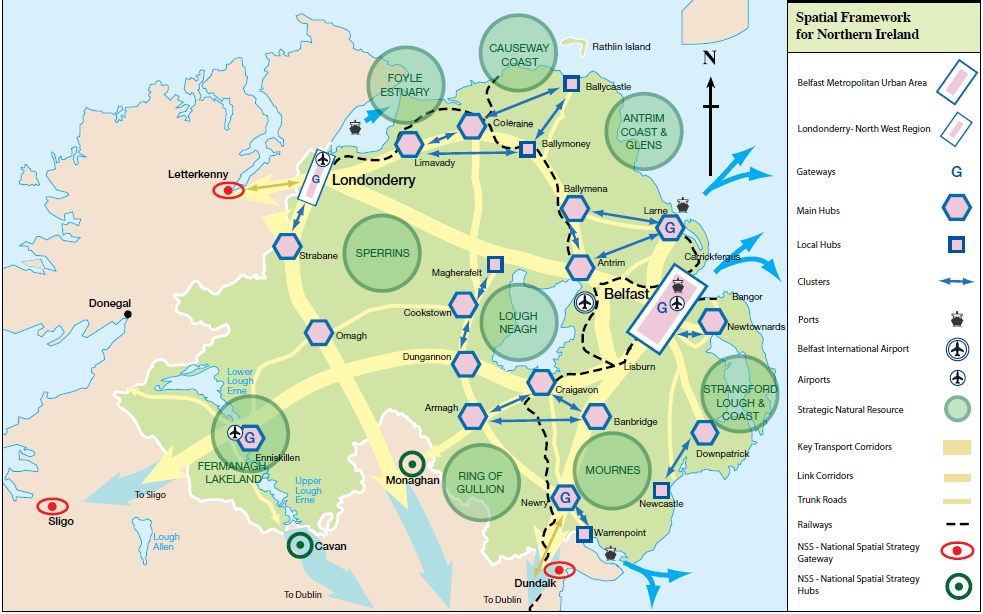 Spatial Framework
for Northern Ireland
Belfast Metropolitan Urban Area
Londonderry- North West Region
Gateways
G
Main Hubs
Local Hubs
Clusters
Ports
Belfast International Airport
Airports
Strategic Natural Resource
Key Transport Corridors
Link Corridors
Trunk Roads
Railways
NSS - National Spatial Strategy
Gateway
NSS - National Spatial Strategy
Hubs
N
CAUSEWAY
COAST
Rathlin Island
FOYLE
ESTUARY
Ballycastle
ANTRIM
COAST &
GLENS
Coleraine
Ballymoney
Limavady
Letterkenny
G
Londonderry
Ballymena
Larne
G
Strabane
SPERRINS
Antrim
Carrickfergus
Magherafelt
Belfast
G
Bangor
Donegal
Cookstown
LOUGH
NEAGH
Newtownards
Omagh
Dungannon
Lisburn
Lower
Lough
Erne
Craigavon
STRANGFORD
LOUGH &
COAST
Armagh
Banbridge
G
Enniskillen
Downpatrick
FERMANAGH
LAKELAND
Monaghan
RING OF
GULLION
MOURNES
To Sligo
Upper
Lough
Erne
Newry
G
Newcastle
Sligo
Warrenpoint
Lough
Allen
Cavan
Dundalk
To Dublin
To Dublin